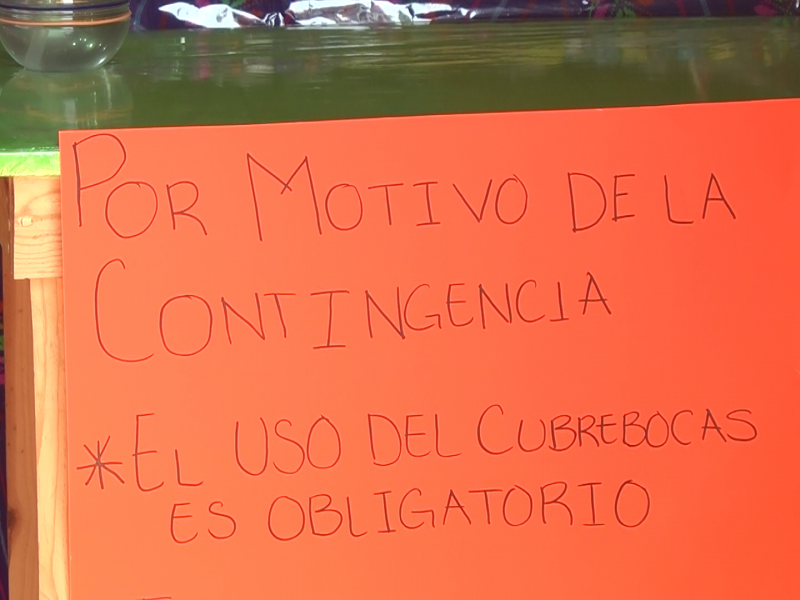 POR MOTIVO DE LA
CONTINGENCIA
*EL USO DEL CUBREBOCAS
ES OBLIGATORIO